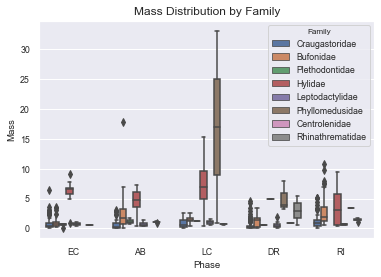 Mass Distribution by Family
Family
Craugastoridae
Bufonidae
Plethodontidae
Hylidae
Leptodactylidae
Phyllomedusidae
Centrolenidae
Rhinathrematidae
30
25
20
15
10
5
0
Mass
EC AB LC DR RI
Phase